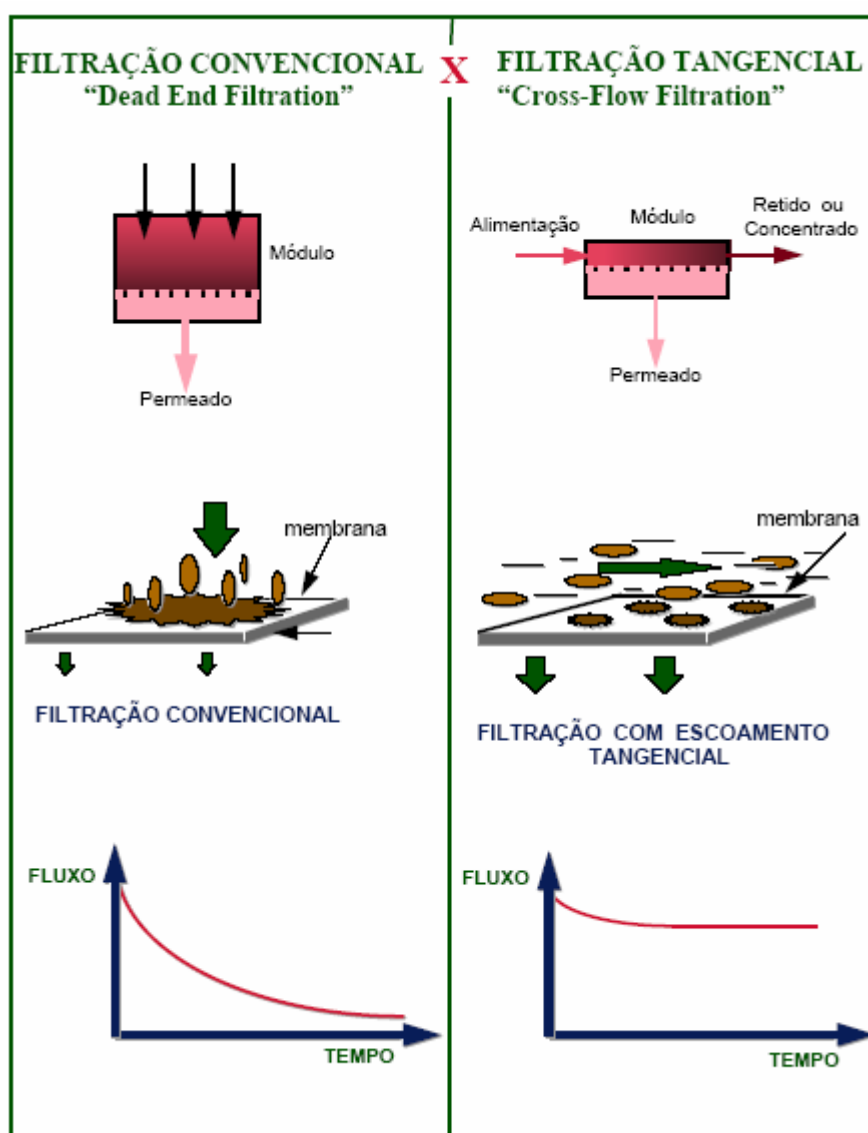 FILTRAÇÃO CONVENCIONAL
“Dead End Filtration”
X
FILTRAÇÃO TANGENCIAL
“Cross-Flow Filtration”
Módulo
Permeado
membrana
FILTRAÇÃO CONVENCIONAL
FLUXO
TEMPO
Alimentação
Módulo
Retido ou
Concentrado
Permeado
membrana
FILTRAÇÃO COM ESCOAMENTO
TANGENCIAL
FLUXO
TEMPO